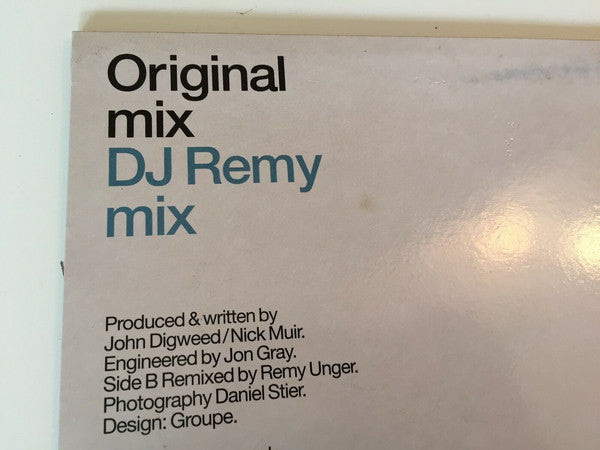 Original
mix
DJ Remy
mix
Produced & written by
John Digweed/Nick Muir.
Engineered by Jon Gray.
Side B Remixed by Remy Unger.
Photography Daniel Stier.
Design: Groupe.